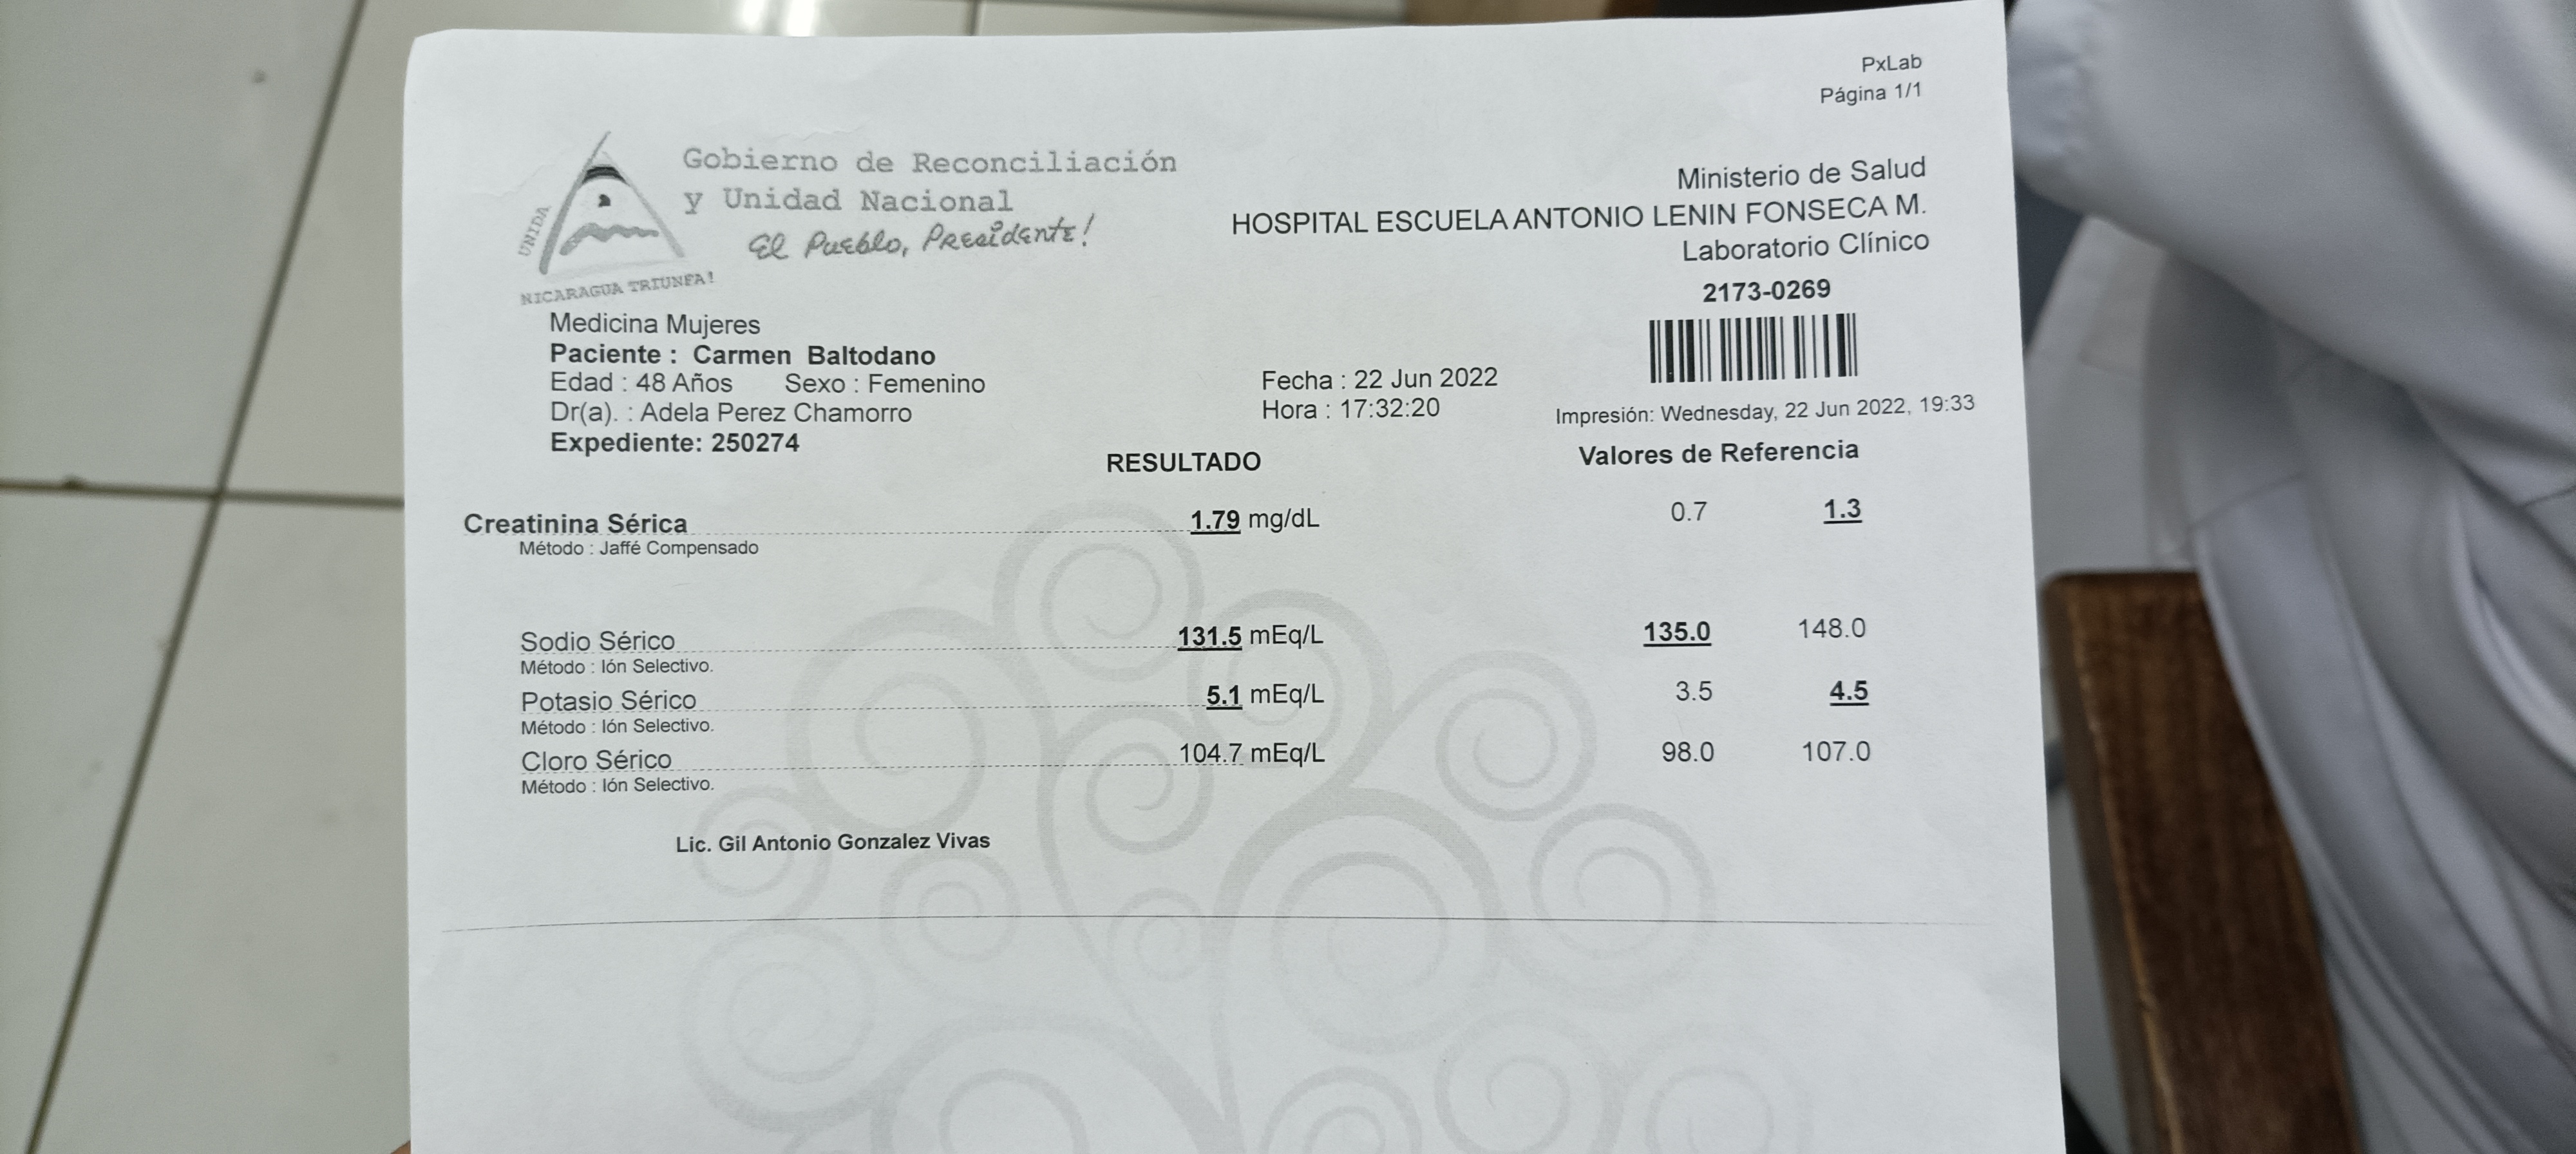 PxLab
Página 1/1
Gobierno de Reconciliación
y Unidad Nacional
El Pueblo, Presidente!
UNIDA
NICARAGUA TRIUNFA!
Ministerio de Salud
HOSPITAL ESCUELA ANTONIO LENIN FONSECA M.
Laboratorio Clínico
2173-0269
Medicina Mujeres
Paciente : Carmen Baltodano
Edad : 48 Años Sexo : Femenino
Dr(a). : Adela Perez Chamorro
Expediente: 250274
Fecha : 22 Jun 2022
Hora : 17:32:20
Impresión: Wednesday, 22 Jun 2022, 19:33
RESULTADO Valores de Referencia
Creatinina Sérica 1.79 mg/dL 0.7 1.3
Método : Jaffé Compensado
Sodio Sérico 131.5 mEq/L 135.0 148.0
Método : Ión Selectivo.
Potasio Sérico 5.1 mEq/L 3.5 4.5
Método : Ión Selectivo.
Cloro Sérico 104.7 mEq/L 98.0 107.0
Método : Ión Selectivo.
Lic. Gil Antonio Gonzalez Vivas